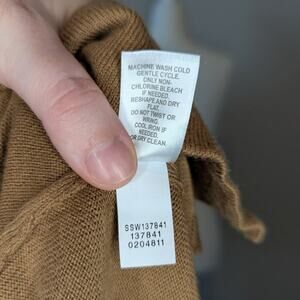 MACHINE WASH COLD
GENTLE CYCLE.
ONLY NON-
CHLORINE BLEACH
IF NEEDED.
RESHAPE AND DRY
FLAT.
DO NOT TWIST OR
WRING.
COOL IRON IF
NEEDED.
OR DRY CLEAN.
SSW137841
137841
0204811